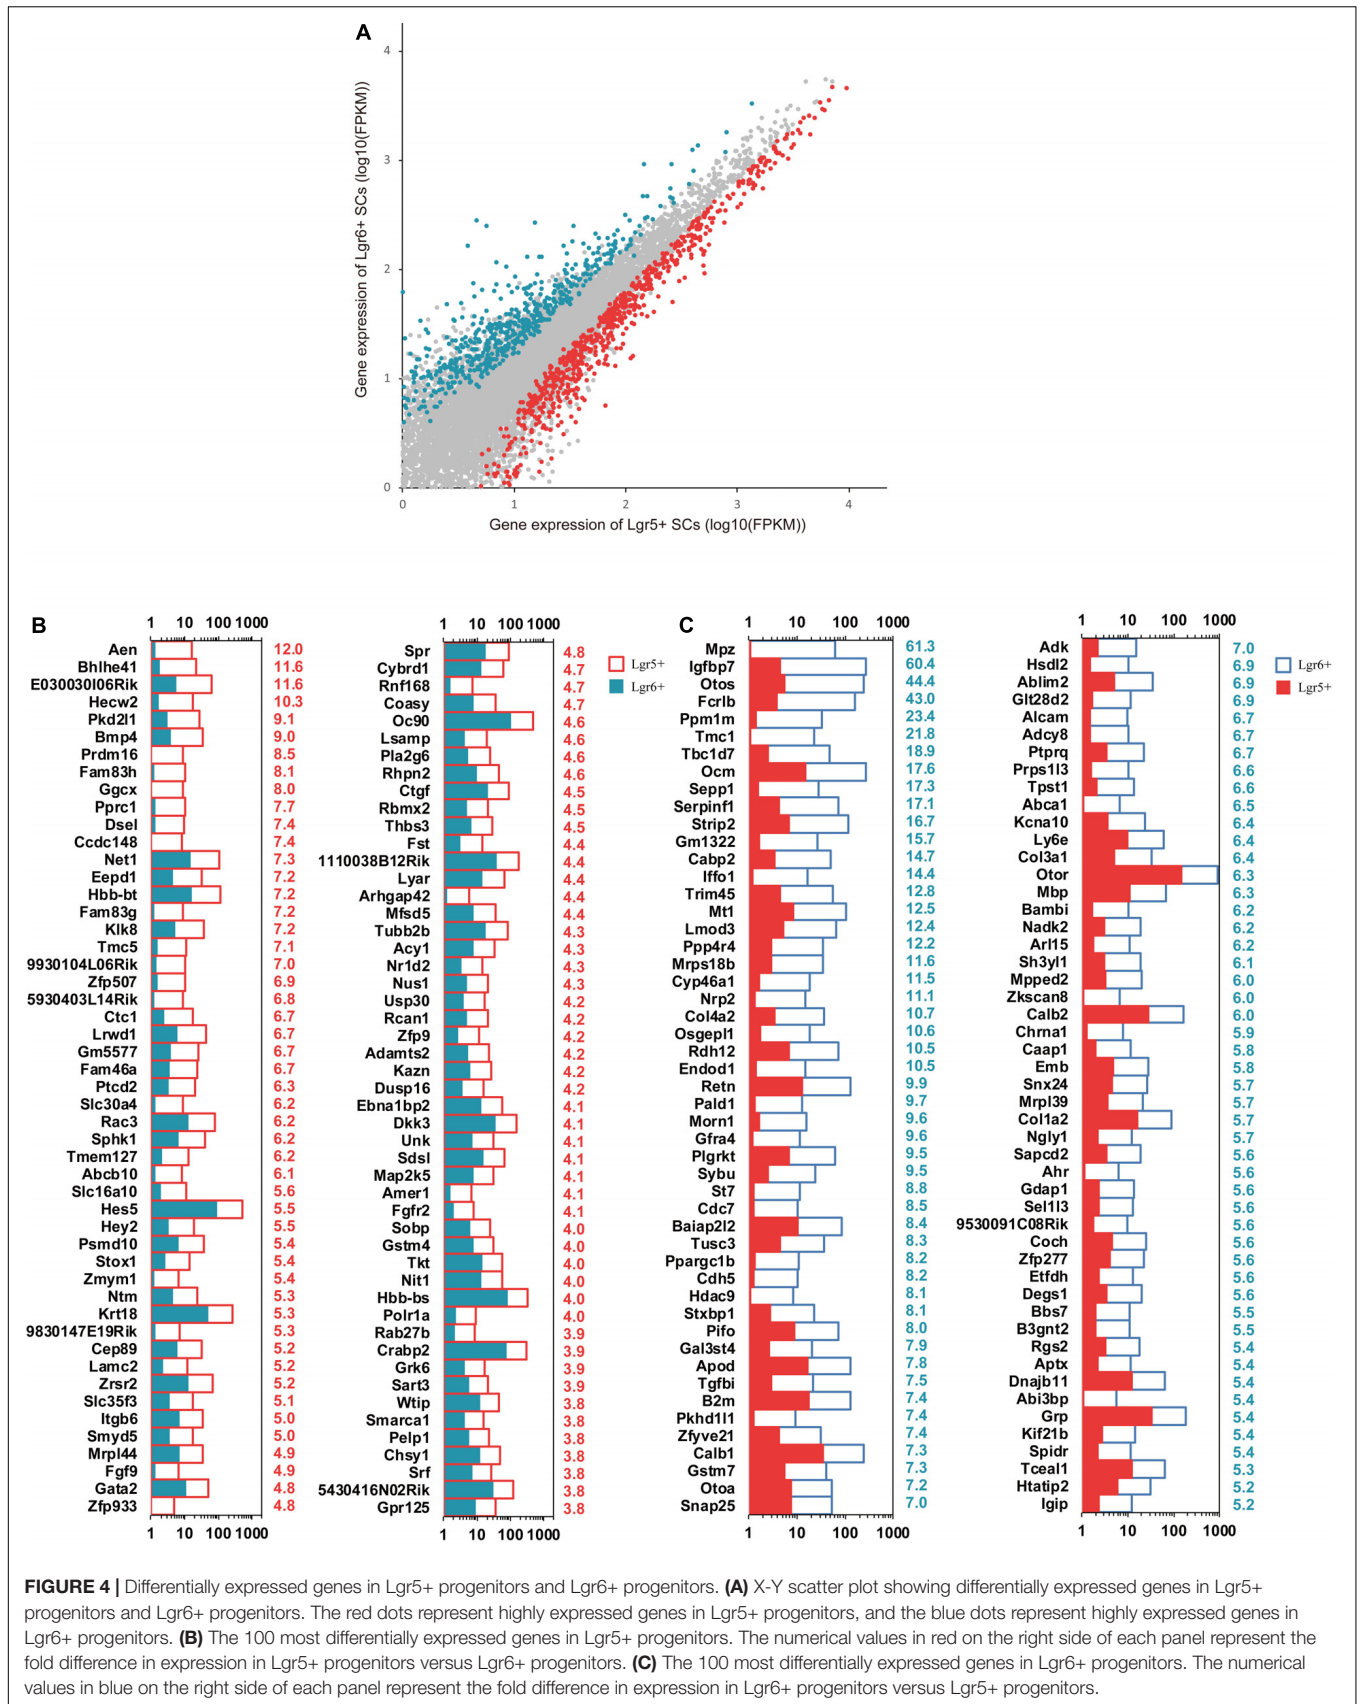 A
4
3
2
1
0
0 1 2 3 4
Gene expression of Lgr6+ SCs (log10(FPKM))
Gene expression of Lgr5+ SCs (log10(FPKM))
B
1 10 100 1000
Aen 12.0
Bhlhe41 11.6
E030030I06Rik 11.6
Hecw2 10.3
Pkd2l1 9.1
Bmp4 9.0
Prdm16 8.5
Fam83h 8.1
Ggcx 8.0
Pprc1 7.7
Dsel 7.4
Ccdc148 7.4
Net1 7.3
Eepd1 7.2
Hbb-bt 7.2
Fam83g 7.2
Klk8 7.2
Tmc5 7.1
9930104L06Rik 7.0
Zfp507 6.9
5930403L14Rik 6.8
Ctc1 6.7
Lrwd1 6.7
Gm5577 6.7
Fam46a 6.7
Ptcd2 6.3
Slc30a4 6.2
Rac3 6.2
Sphk1 6.2
Tmem127 6.2
Abcb10 6.1
Slc16a10 5.6
Hes5 5.5
Hey2 5.5
Psmd10 5.4
Stox1 5.4
Zmym1 5.4
Ntm 5.3
Krt18 5.3
9830147E19Rik 5.3
Cep89 5.2
Lamc2 5.2
Zrsr2 5.2
Slc35f3 5.1
Itgb6 5.0
Smyd5 5.0
Mrpl44 4.9
Fgf9 4.9
Gata2 4.8
Zfp933 4.8
1 10 100 1000
1 10 100 1000
Spr 4.8
Cybrd1 4.7
Rnf168 4.7
Coasy 4.7
Oc90 4.6
Lsamp 4.6
Pla2g6 4.6
Rhpn2 4.6
Ctgf 4.5
Rbmx2 4.5
Thbs3 4.5
Fst 4.4
1110038B12Rik 4.4
Lyar 4.4
Arhgap42 4.4
Mfsd5 4.4
Tubb2b 4.3
Acy1 4.3
Nr1d2 4.3
Nus1 4.3
Usp30 4.2
Rcan1 4.2
Zfp9 4.2
Adamts2 4.2
Kazn 4.2
Dusp16 4.2
Ebna1bp2 4.1
Dkk3 4.1
Unk 4.1
Sdsl 4.1
Map2k5 4.1
Amer1 4.1
Fgfr2 4.1
Sobp 4.0
Gstm4 4.0
Tkt 4.0
Nit1 4.0
Hbb-bs 4.0
Polr1a 4.0
Rab27b 3.9
Crabp2 3.9
Grk6 3.9
Sart3 3.9
Wtip 3.8
Smarca1 3.8
Pelp1 3.8
Chsy1 3.8
Srf 3.8
5430416N02Rik 3.8
Gpr125 3.8
1 10 100 1000
Lgr5+
Lgr6+
C
1 10 100 1000
Mpz 61.3
Igfbp7 60.4
Otos 44.4
Fcrlb 43.0
Ppm1m 23.4
Tmc1 21.8
Tbc1d7 18.9
Ocm 17.6
Sepp1 17.3
Serpinf1 17.1
Strip2 16.7
Gm1322 15.7
Cabp2 14.7
Iffo1 14.4
Trim45 12.8
Mt1 12.5
Lmod3 12.4
Ppp4r4 12.2
Mrps18b 11.6
Cyp46a1 11.5
Nrp2 11.1
Col4a2 10.7
Osgepl1 10.6
Rdh12 10.5
Endod1 10.5
Retn 9.9
Pald1 9.7
Morn1 9.6
Gfra4 9.6
Plgrkt 9.5
Sybu 9.5
St7 8.8
Cdc7 8.5
Baiap2l2 8.4
Tusc3 8.3
Ppargc1b 8.2
Cdh5 8.2
Hdac9 8.1
Stxbp1 8.1
Pifo 8.0
Gal3st4 7.9
Apod 7.8
Tgfbi 7.5
B2m 7.4
Pkhd1l1 7.4
Zfyve21 7.4
Calb1 7.3
Gstm7 7.3
Otoa 7.2
Snap25 7.0
1 10 100 1000
1 10 100 1000
Adk 7.0
Hsdl2 6.9
Ablim2 6.9
Glt28d2 6.9
Alcam 6.7
Adcy8 6.7
Ptprq 6.7
Prps1l3 6.6
Tpst1 6.6
Abca1 6.5
Kcna10 6.4
Ly6e 6.4
Col3a1 6.4
Otor 6.3
Mbp 6.3
Bambi 6.2
Nadk2 6.2
Arl15 6.2
Sh3yl1 6.1
Mpped2 6.0
Zkscan8 6.0
Calb2 6.0
Chrna1 5.9
Caap1 5.8
Emb 5.8
Snx24 5.7
Mrpl39 5.7
Col1a2 5.7
Ngly1 5.7
Sapcd2 5.6
Ahr 5.6
Gdap1 5.6
Sel1l3 5.6
9530091C08Rik 5.6
Coch 5.6
Zfp277 5.6
Etfdh 5.6
Degs1 5.6
Bbs7 5.5
B3gnt2 5.5
Rgs2 5.4
Aptx 5.4
Dnajb11 5.4
Abi3bp 5.4
Grp 5.4
Kif21b 5.4
Spidr 5.4
Tceal1 5.3
Htatip2 5.2
Igip 5.2
1 10 100 1000
Lgr6+
Lgr5+
FIGURE 4 | Differentially expressed genes in Lgr5+ progenitors and Lgr6+ progenitors. (A) X-Y scatter plot showing differentially expressed genes in Lgr5+
progenitors and Lgr6+ progenitors. The red dots represent highly expressed genes in Lgr5+ progenitors, and the blue dots represent highly expressed genes in
Lgr6+ progenitors. (B) The 100 most differentially expressed genes in Lgr5+ progenitors. The numerical values in red on the right side of each panel represent the
fold difference in expression in Lgr5+ progenitors versus Lgr6+ progenitors. (C) The 100 most differentially expressed genes in Lgr6+ progenitors. The numerical
values in blue on the right side of each panel represent the fold difference in expression in Lgr6+ progenitors versus Lgr5+ progenitors.